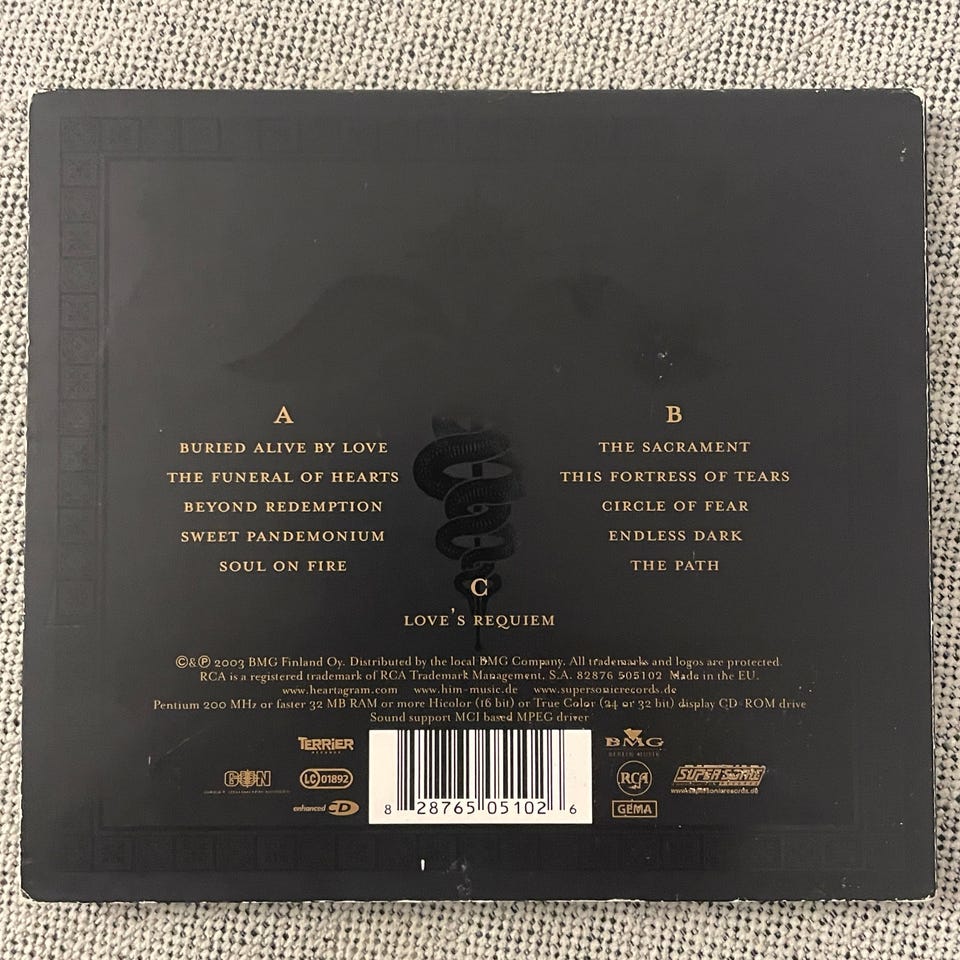 A
BURIED ALIVE BY LOVE
THE FUNERAL OF HEARTS
BEYOND REDEMPTION
SWEET PANDEMONIUM
SOUL ON FIRE
B
THE SACRAMENT
THIS FORTRESS OF TEARS
CIRCLE OF FEAR
ENDLESS DARK
THE PATH
C
LOVE'S REQUIEM
©&℗ 2003 BMG Finland Oy. Distributed by the local BMG Company. All trademarks and logos are protected.
RCA is a registered trademark of RCA Trademark Management, S.A. 82876 505102 Made in the EU.
www.heartagram.com www.him-music.de www.supersonicrecords.de
Pentium 200 MHz or faster 32 MB RAM or more Hicolor (16 bit) or True Color (24 or 32 bit) display CD-ROM drive
Sound support MCI based MPEG driver
TERRIER
RECORDS
GUN
LC 01892
enhanced CD
8 28765 05102 6
BMG
RCA
GEMA
SUPERSONIC
www.supersonicrecords.de